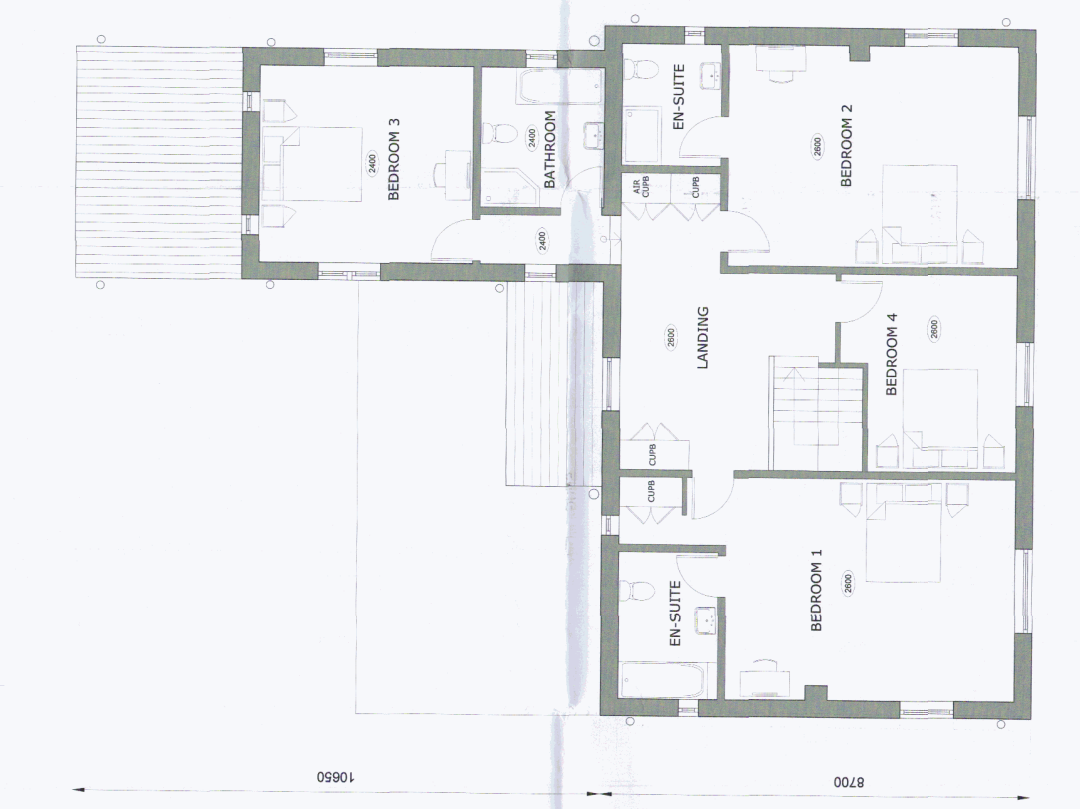 EN-SUITE
BEDROOM 2
2600
BEDROOM 3
2400
BATHROOM
2400
AIR
CUPB
CUPB
2400
LANDING
2600
BEDROOM 4
2600
CUPB
CUPB
EN-SUITE
BEDROOM 1
2600
10650
8700